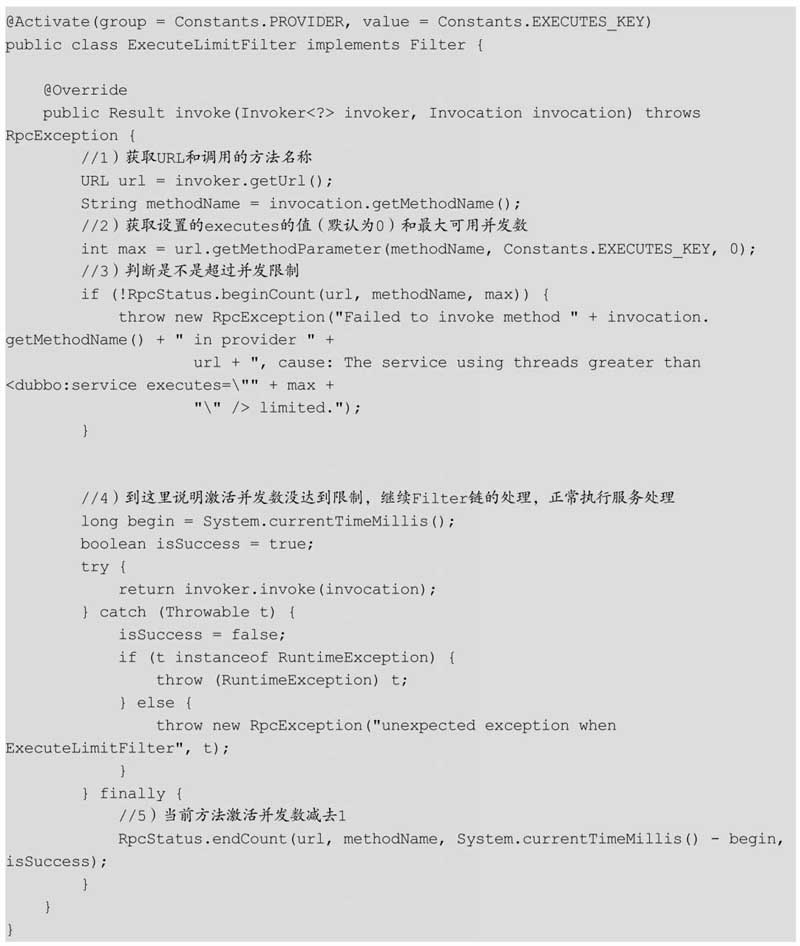 @Activate(group = Constants.PROVIDER, value = Constants.EXECUTES_KEY)
public class ExecuteLimitFilter implements Filter {
@Override
public Result invoke(Invoker<?> invoker, Invocation invocation) throws
RpcException {
//1）获取URL和调用的方法名称
URL url = invoker.getUrl();
String methodName = invocation.getMethodName();
//2）获取设置的executes的值（默认为0）和最大可用并发数
int max = url.getMethodParameter(methodName, Constants.EXECUTES_KEY, 0);
//3）判断是不是超过并发限制
if (!RpcStatus.beginCount(url, methodName, max)) {
throw new RpcException("Failed to invoke method " + invocation.
getMethodName() + " in provider " +
url + ", cause: The service using threads greater than
<dubbo:service executes=\"" + max +
"\" /> limited.");
}
//4）到这里说明激活并发数没达到限制，继续Filter链的处理，正常执行服务处理
long begin = System.currentTimeMillis();
boolean isSuccess = true;
try {
return invoker.invoke(invocation);
} catch (Throwable t) {
isSuccess = false;
if (t instanceof RuntimeException) {
throw (RuntimeException) t;
} else {
throw new RpcException("unexpected exception when
ExecuteLimitFilter", t);
}
} finally {
//5）当前方法激活并发数减去1
RpcStatus.endCount(url, methodName, System.currentTimeMillis() - begin,
isSuccess);
}
}
}